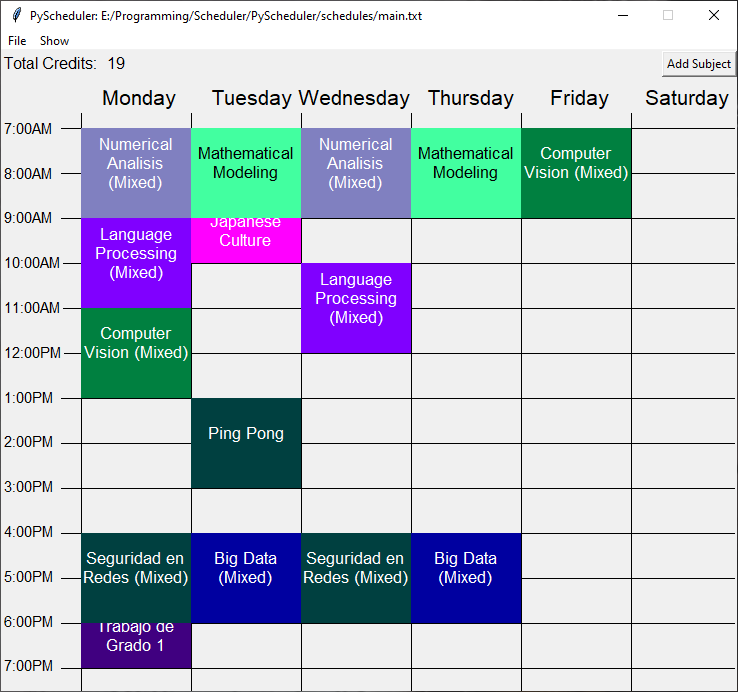 PyScheduler: E:/Programming/Scheduler/PyScheduler/schedules/main.txt
File Show
Total Credits: 19
Add Subject
Monday Tuesday Wednesday Thursday Friday Saturday
7:00AM
Numerical
Analisis
(Mixed)
Mathematical
Modeling
Numerical
Analisis
(Mixed)
Mathematical
Modeling
Computer
Vision (Mixed)
8:00AM
9:00AM
Language
Processing
(Mixed)
Japanese
Culture
10:00AM
Language
Processing
(Mixed)
11:00AM
Computer
Vision (Mixed)
12:00PM
1:00PM
Ping Pong
2:00PM
3:00PM
4:00PM
Seguridad en
Redes (Mixed)
Big Data
(Mixed)
Seguridad en
Redes (Mixed)
Big Data
(Mixed)
5:00PM
6:00PM
Trabajo de
Grado 1
7:00PM